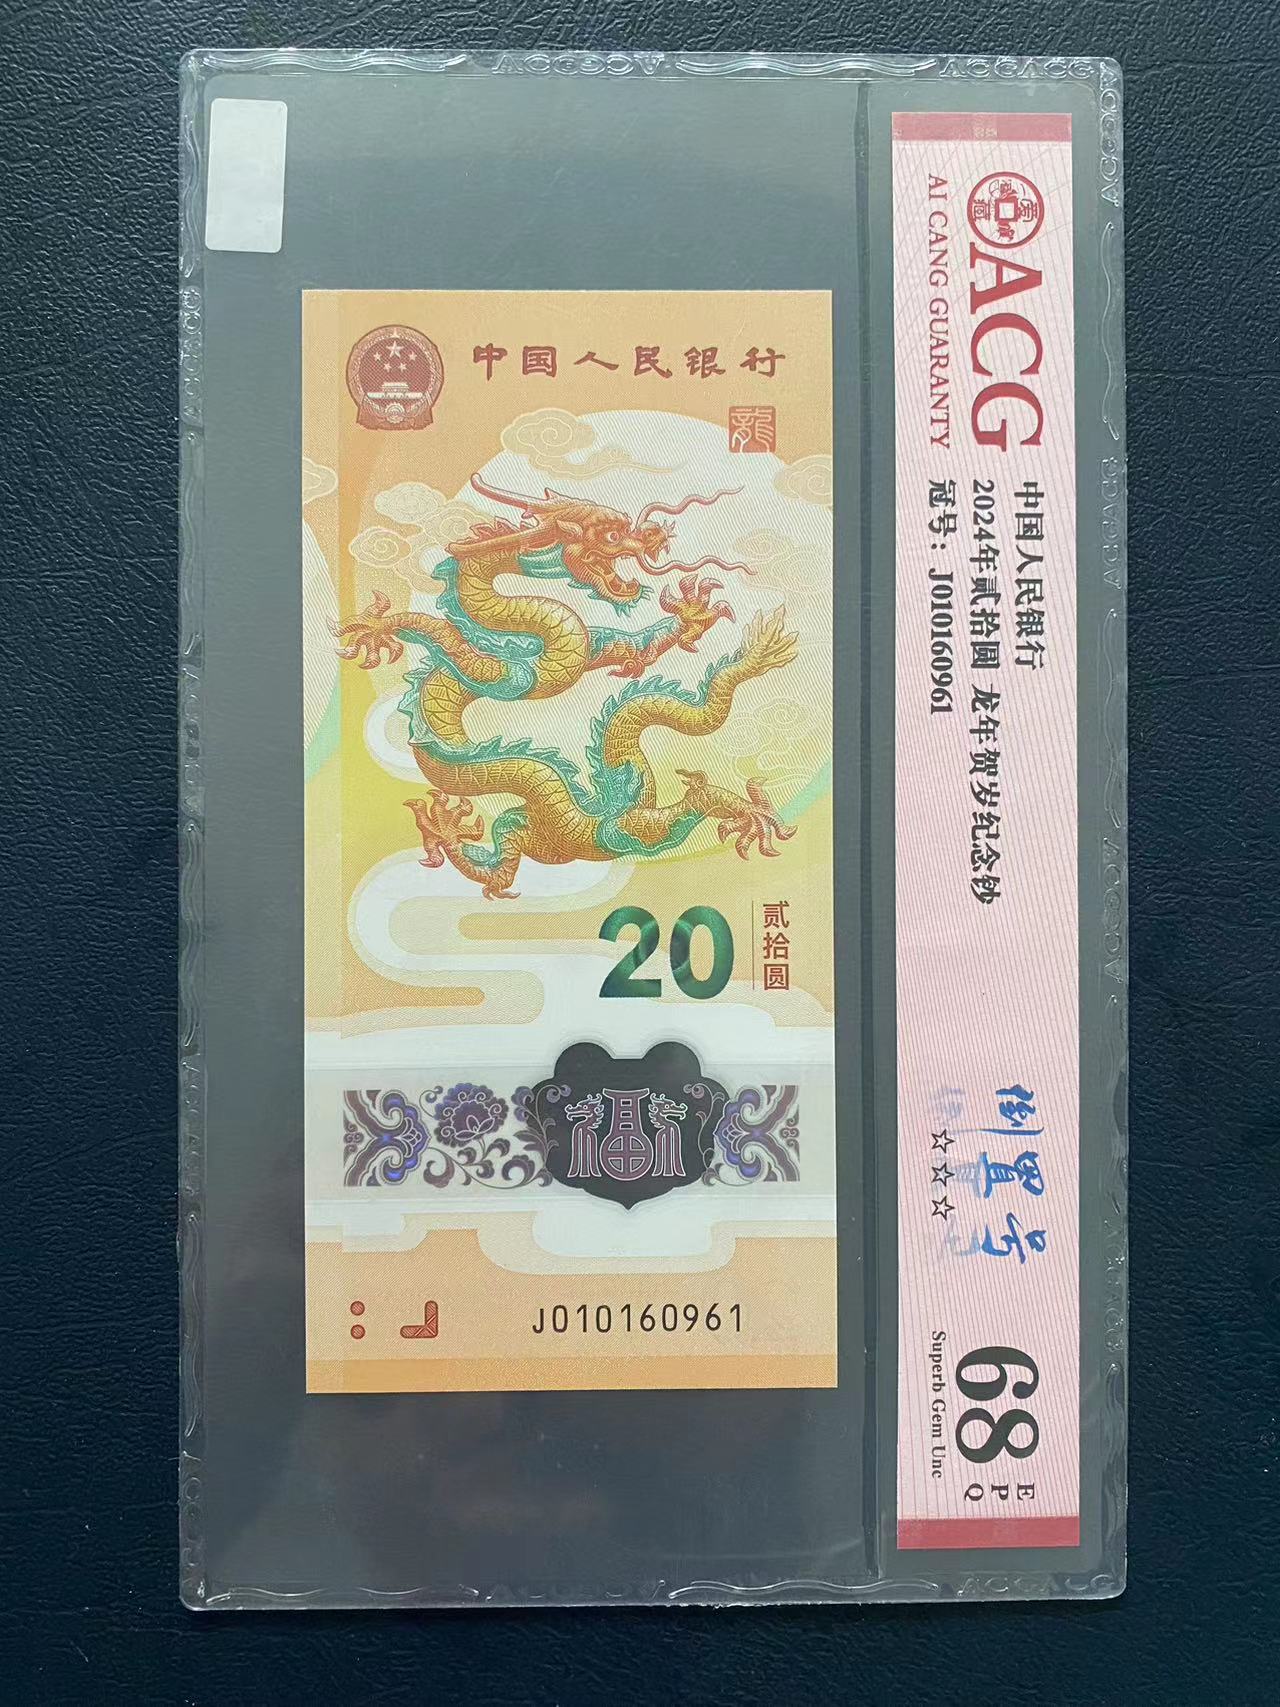 中国人民银行
龍
20
贰拾圆
福
J010160961
ACG
AI CANG GUARANTY
中国人民银行
2024年贰拾圆 龙年贺岁纪念钞
冠号：J010160961
倒置号
☆☆☆
68
EPQ
Superb Gem Unc